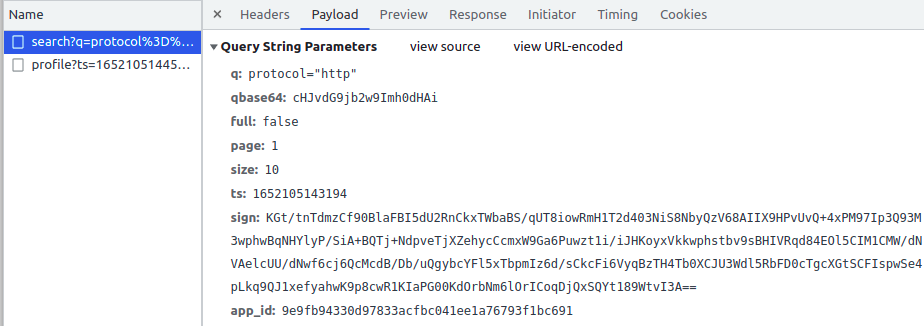 Name
× Headers Payload Preview Response Initiator Timing Cookies
search?q=protocol%3D%...
profile?ts=16521051445...
▼ Query String Parameters view source view URL-encoded
q: protocol="http"
qbase64: cHJvdG9jb2w9Imh0dHAi
full: false
page: 1
size: 10
ts: 1652105143194
sign: KGt/tnTdmzCf90BlaFBI5dU2RnCkxTWbaBS/qUT8iowRmH1T2d403NiS8NbyQzV68AIIX9HPvUvQ+4xPM97Ip3Q93M
3wphwBqNHYlyP/SiA+BQTj+NdpveTjXZehycCcmxW9Ga6Puwzt1i/iJHKoyxVkkwphstbv9sBHIVRqd84EOl5CIM1CMW/dN
VAelcUU/dNwf6cj6QcMcdB/Db/uQgybcYFl5xTbpmIz6d/sCkcFi6VyqBzTH4Tb0XCJU3Wdl5RbFD0cTgcXGtSCFIspwSe4
pLkq9QJ1xefyahwK9p8cwR1KIaPG00KdOrbNm6lOrICoqDjQxSQYt189WtvI3A==
app_id: 9e9fb94330d97833acfbc041ee1a76793f1bc691